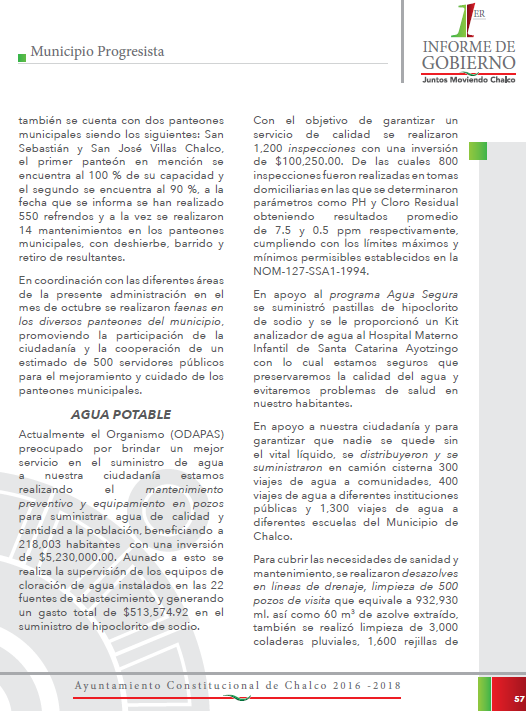 Municipio Progresista
1ER
INFORME DE
GOBIERNO
Juntos Moviendo Chalco
también se cuenta con dos panteones
municipales siendo los siguientes: San
Sebastián y San José Villas Chalco,
el primer panteón en mención se
encuentra al 100 % de su capacidad y
el segundo se encuentra al 90 %, a la
fecha que se informa se han realizado
550 refrendos y a la vez se realizaron
14 mantenimientos en los panteones
municipales, con deshierbe, barrido y
retiro de resultantes.
En coordinación con las diferentes áreas
de la presente administración en el
mes de octubre se realizaron faenas en
los diversos panteones del municipio,
promoviendo la participación de la
ciudadanía y la cooperación de un
estimado de 500 servidores públicos
para el mejoramiento y cuidado de los
panteones municipales.
AGUA POTABLE
Actualmente el Organismo (ODAPAS)
preocupado por brindar un mejor
servicio en el suministro de agua
a nuestra ciudadanía estamos
realizando el mantenimiento
preventivo y equipamiento en pozos
para suministrar agua de calidad y
cantidad a la población, beneficiando a
218,003 habitantes con una inversión
de $5,230,000.00. Aunado a esto se
realiza la supervisión de los equipos de
cloración de agua instalados en las 22
fuentes de abastecimiento y generando
un gasto total de $513,574.92 en el
suministro de hipoclorito de sodio.
Con el objetivo de garantizar un
servicio de calidad se realizaron
1,200 inspecciones con una inversión
de $100,250.00. De las cuales 800
inspecciones fueron realizadas en tomas
domiciliarias en las que se determinaron
parámetros como PH y Cloro Residual
obteniendo resultados promedio
de 7.5 y 0.5 ppm respectivamente,
cumpliendo con los límites máximos y
mínimos permisibles establecidos en la
NOM-127-SSA1-1994.
En apoyo al programa Agua Segura
se suministró pastillas de hipoclorito
de sodio y se le proporcionó un Kit
analizador de agua al Hospital Materno
Infantil de Santa Catarina Ayotzingo
con lo cual estamos seguros que
preservaremos la calidad del agua y
evitaremos problemas de salud en
nuestro habitantes.
En apoyo a nuestra ciudadanía y para
garantizar que nadie se quede sin
el vital líquido, se distribuyeron y se
suministraron en camión cisterna 300
viajes de agua a comunidades, 400
viajes de agua a diferentes instituciones
públicas y 1,300 viajes de agua a
diferentes escuelas del Municipio de
Chalco.
Para cubrir las necesidades de sanidad y
mantenimiento, se realizaron desazolves
en lineas de drenaje, limpieza de 500
pozos de visita que equivale a 932,930
ml. así como 60 m³ de azolve extraído,
también se realizó limpieza de 3,000
coladeras pluviales, 1,600 rejillas de
Ayuntamiento Constitucional de Chalco 2016 -2018
57